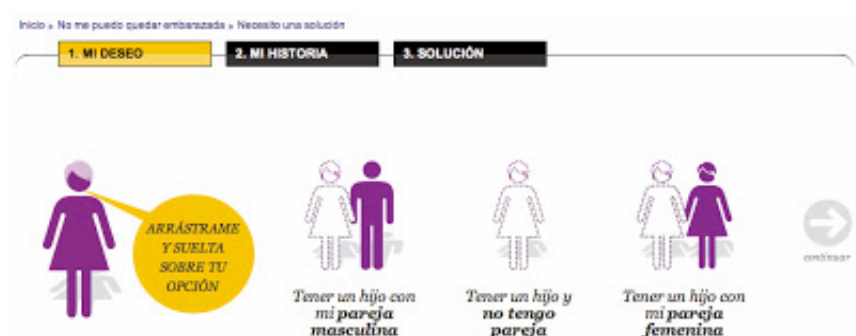 Inicio » No me puedo quedar embarazada » Necesito una solución
1. MI DESEO
2. MI HISTORIA
3. SOLUCIÓN
ARRÁSTRAME
Y SUELTA
SOBRE TU
OPCIÓN
Tener un hijo con
mi pareja
masculina
Tener un hijo y
no tengo
pareja
Tener un hijo con
mi pareja
femenina
continuar